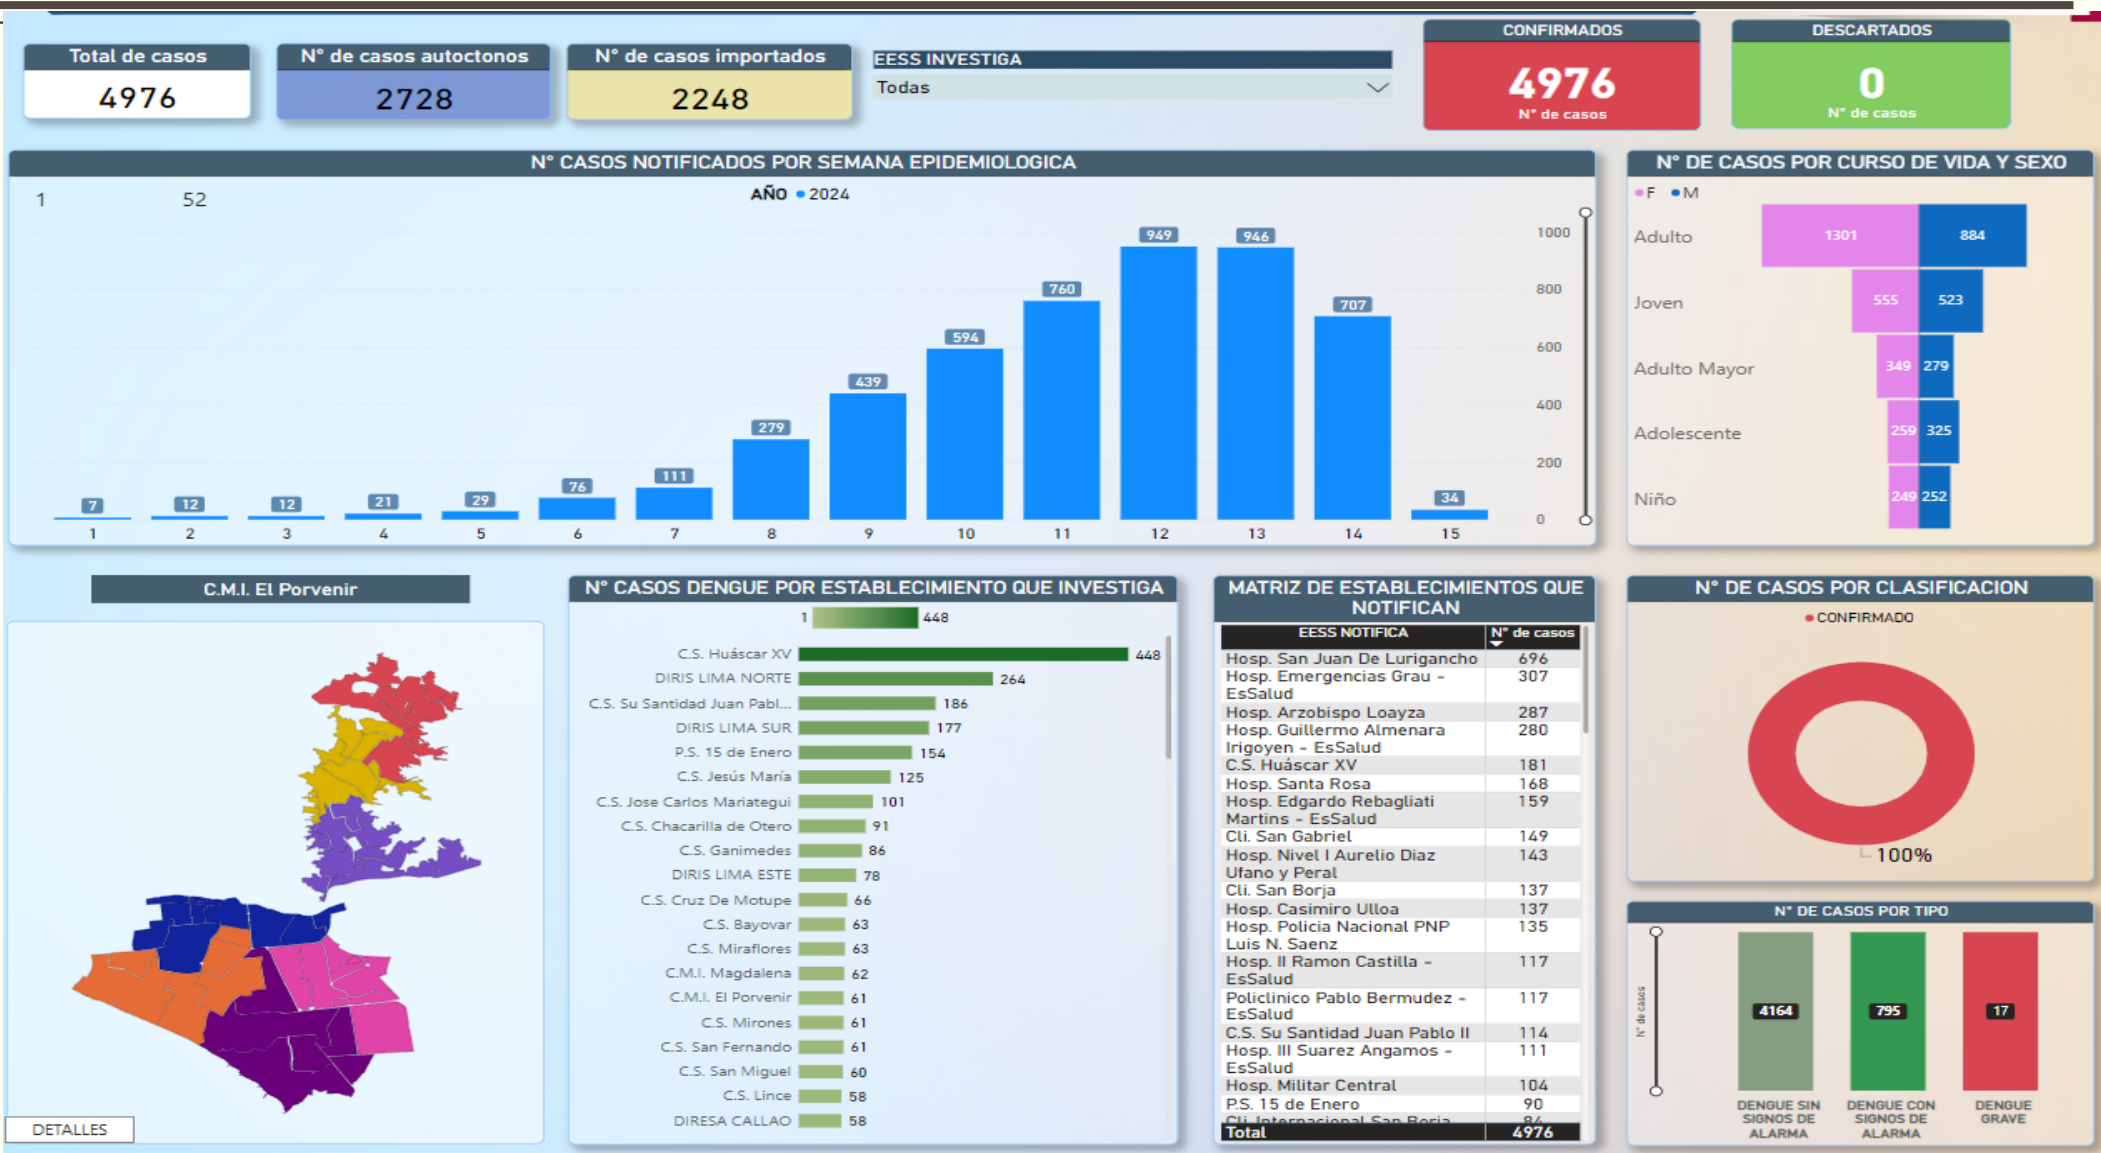 Total de casos
4976
N° de casos autoctonos
2728
N° de casos importados
2248
EESS INVESTIGA
Todas
CONFIRMADOS
4976
N° de casos
DESCARTADOS
0
N° de casos
N° CASOS NOTIFICADOS POR SEMANA EPIDEMIOLOGICA
1 52
AÑO 2024
7 12 12 21 29 76 111 279 439 594 760 949 946 707 34
1000
800
600
400
200
0
1 2 3 4 5 6 7 8 9 10 11 12 13 14 15
N° DE CASOS POR CURSO DE VIDA Y SEXO
F M
Adulto 1301 884
Joven 555 523
Adulto Mayor 349 279
Adolescente 259 325
Niño 249 252
C.M.I. El Porvenir
DETALLES
N° CASOS DENGUE POR ESTABLECIMIENTO QUE INVESTIGA
1 448
C.S. Huáscar XV 448
DIRIS LIMA NORTE 264
C.S. Su Santidad Juan Pabl... 186
DIRIS LIMA SUR 177
P.S. 15 de Enero 154
C.S. Jesús María 125
C.S. Jose Carlos Mariategui 101
C.S. Chacarilla de Otero 91
C.S. Ganimedes 86
DIRIS LIMA ESTE 78
C.S. Cruz De Motupe 66
C.S. Bayovar 63
C.S. Miraflores 63
C.M.I. Magdalena 62
C.M.I. El Porvenir 61
C.S. Mirones 61
C.S. San Fernando 61
C.S. San Miguel 60
C.S. Lince 58
DIRESA CALLAO 58
MATRIZ DE ESTABLECIMIENTOS QUE
NOTIFICAN
EESS NOTIFICA N° de casos
Hosp. San Juan De Lurigancho 696
Hosp. Emergencias Grau - 307
EsSalud
Hosp. Arzobispo Loayza 287
Hosp. Guillermo Almenara 280
Irigoyen - EsSalud
C.S. Huáscar XV 181
Hosp. Santa Rosa 168
Hosp. Edgardo Rebagliati 159
Martins - EsSalud
Cli. San Gabriel 149
Hosp. Nivel I Aurelio Diaz 143
Ufano y Peral
Cli. San Borja 137
Hosp. Casimiro Ulloa 137
Hosp. Policia Nacional PNP 135
Luis N. Saenz
Hosp. II Ramon Castilla - 117
EsSalud
Policlinico Pablo Bermudez - 117
EsSalud
C.S. Su Santidad Juan Pablo II 114
Hosp. III Suarez Angamos - 111
EsSalud
Hosp. Militar Central 104
P.S. 15 de Enero 90
Cli. Internacional San Borja 84
Total 4976
N° DE CASOS POR CLASIFICACION
CONFIRMADO
100%
N° DE CASOS POR TIPO
N° de casos
4164 795 17
DENGUE SIN
SIGNOS DE
ALARMA
DENGUE CON
SIGNOS DE
ALARMA
DENGUE
GRAVE